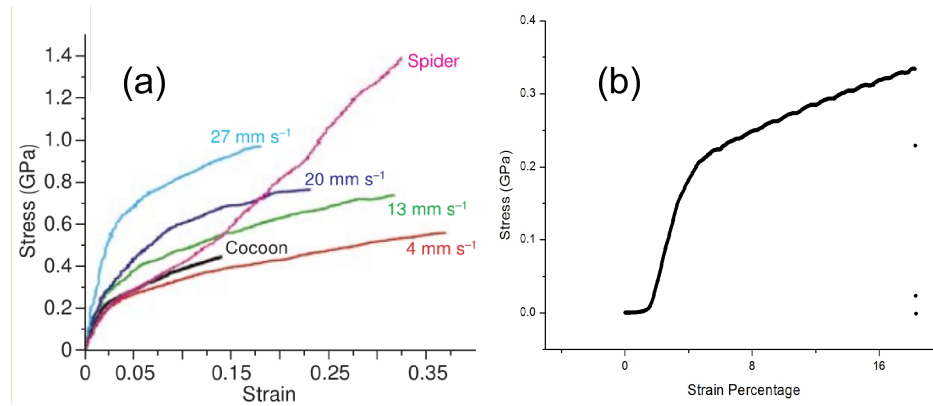 (a)
Stress (GPa)
1.4
1.2
1.0
0.8
0.6
0.4
0.2
0
0 0.05 0.15 0.25 0.35
Strain
Spider
27 mm s⁻¹
20 mm s⁻¹
13 mm s⁻¹
Cocoon
4 mm s⁻¹
(b)
Stress (GPa)
0.4
0.3
0.2
0.1
0.0
0 8 16
Strain Percentage